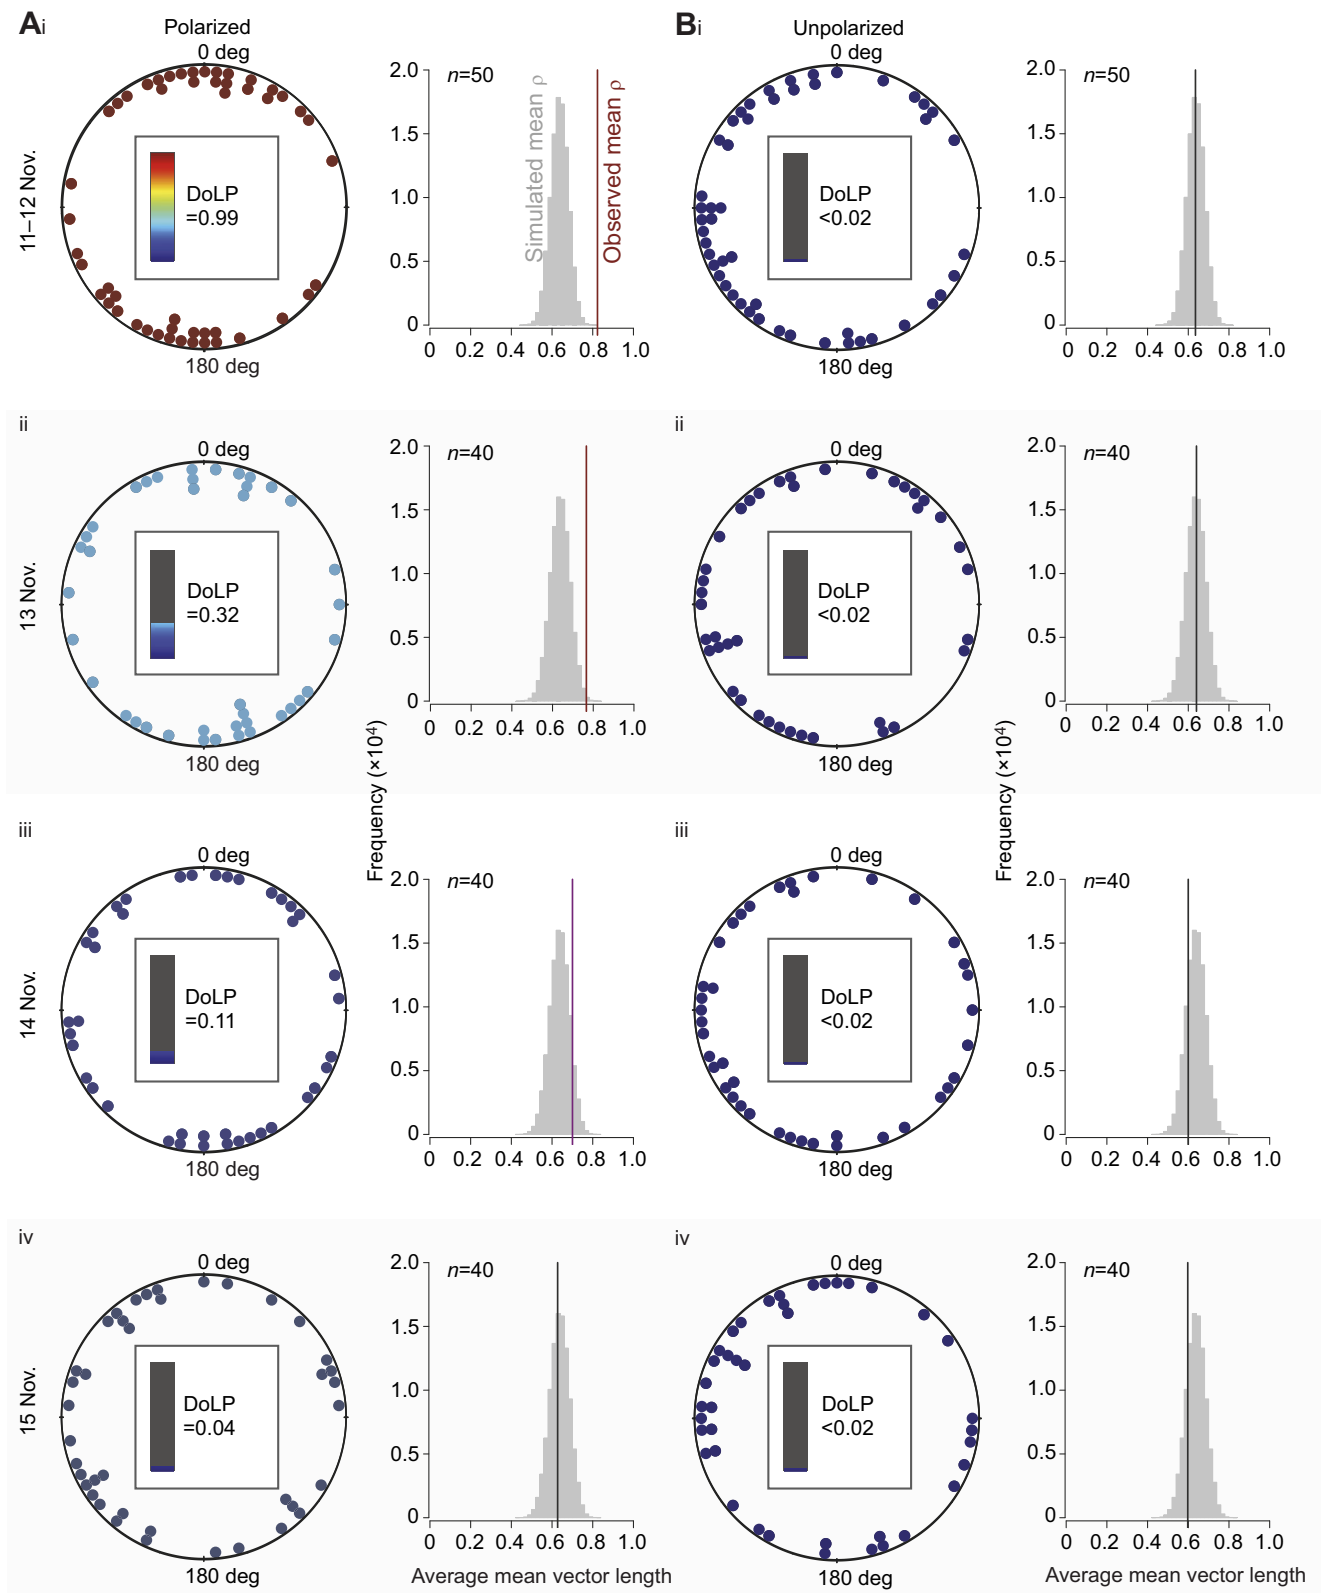 Ai
Polarized
0 deg
DoLP
=0.99
180 deg
11–12 Nov.
n=50
Simulated mean ρ
Observed mean ρ
2.0
1.5
1.0
0.5
0
0 0.2 0.4 0.6 0.8 1.0
Bi
Unpolarized
0 deg
DoLP
<0.02
180 deg
n=50
2.0
1.5
1.0
0.5
0
0 0.2 0.4 0.6 0.8 1.0
ii
0 deg
DoLP
=0.32
180 deg
13 Nov.
n=40
2.0
1.5
1.0
0.5
0
0 0.2 0.4 0.6 0.8 1.0
ii
0 deg
DoLP
<0.02
180 deg
n=40
2.0
1.5
1.0
0.5
0
0 0.2 0.4 0.6 0.8 1.0
Frequency (×10⁴)
Frequency (×10⁴)
iii
0 deg
DoLP
=0.11
180 deg
14 Nov.
n=40
2.0
1.5
1.0
0.5
0
0 0.2 0.4 0.6 0.8 1.0
iii
0 deg
DoLP
<0.02
180 deg
n=40
2.0
1.5
1.0
0.5
0
0 0.2 0.4 0.6 0.8 1.0
iv
0 deg
DoLP
=0.04
180 deg
15 Nov.
n=40
2.0
1.5
1.0
0.5
0
0 0.2 0.4 0.6 0.8 1.0
Average mean vector length
iv
0 deg
DoLP
<0.02
180 deg
n=40
2.0
1.5
1.0
0.5
0
0 0.2 0.4 0.6 0.8 1.0
Average mean vector length